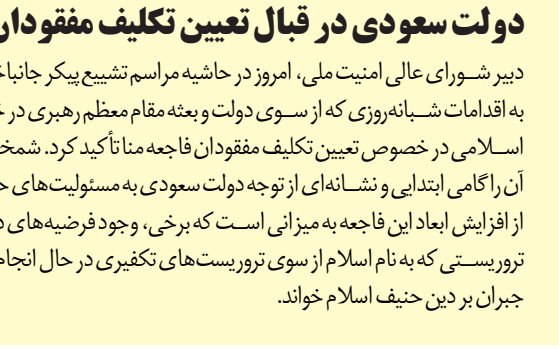 دولت سعودی در قبال تعیین تکلیف مفقودان
دبیر شورای عالی امنیت ملی، امروز در حاشیه مراسم تشییع پیکر
به اقدامات شبانه‌روزی که از سوی دولت و بعثه مقام معظم رهبری در
اسلامی در خصوص تعیین تکلیف مفقودان فاجعه منا تأکید کرد.
آن را گامی ابتدایی و نشانه‌ای از توجه دولت سعودی به مسئولیت‌های
از افزایش ابعاد این فاجعه به میزانی است که برخی، وجود فرضیه‌های
تروریستی که به نام اسلام از سوی تروریست‌های تکفیری در حال انجام
جبران بر دین حنیف اسلام خواند.